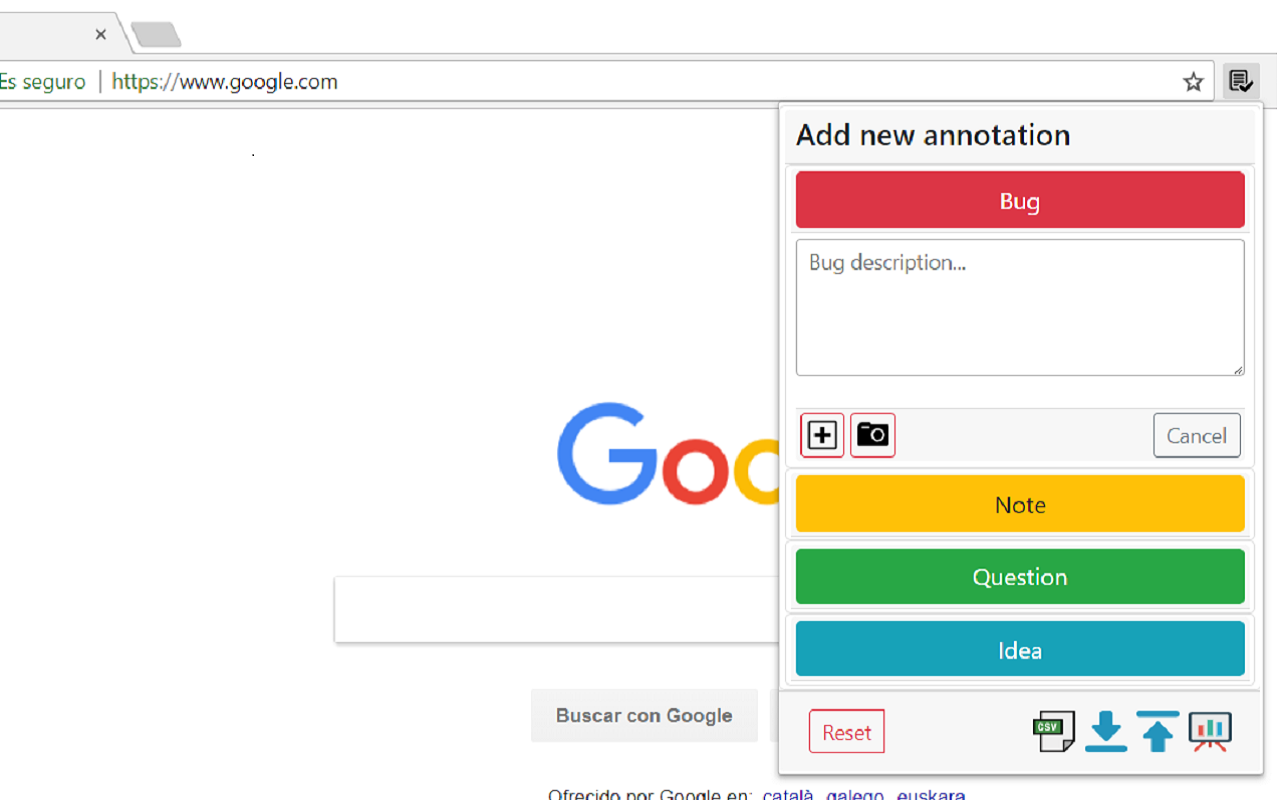 Es seguro | https://www.google.com
Add new annotation
Bug
Bug description...
Cancel
Note
Goo
Question
Idea
Buscar con Google
Reset
CSV
Ofrecido por Google en: català galego euskara